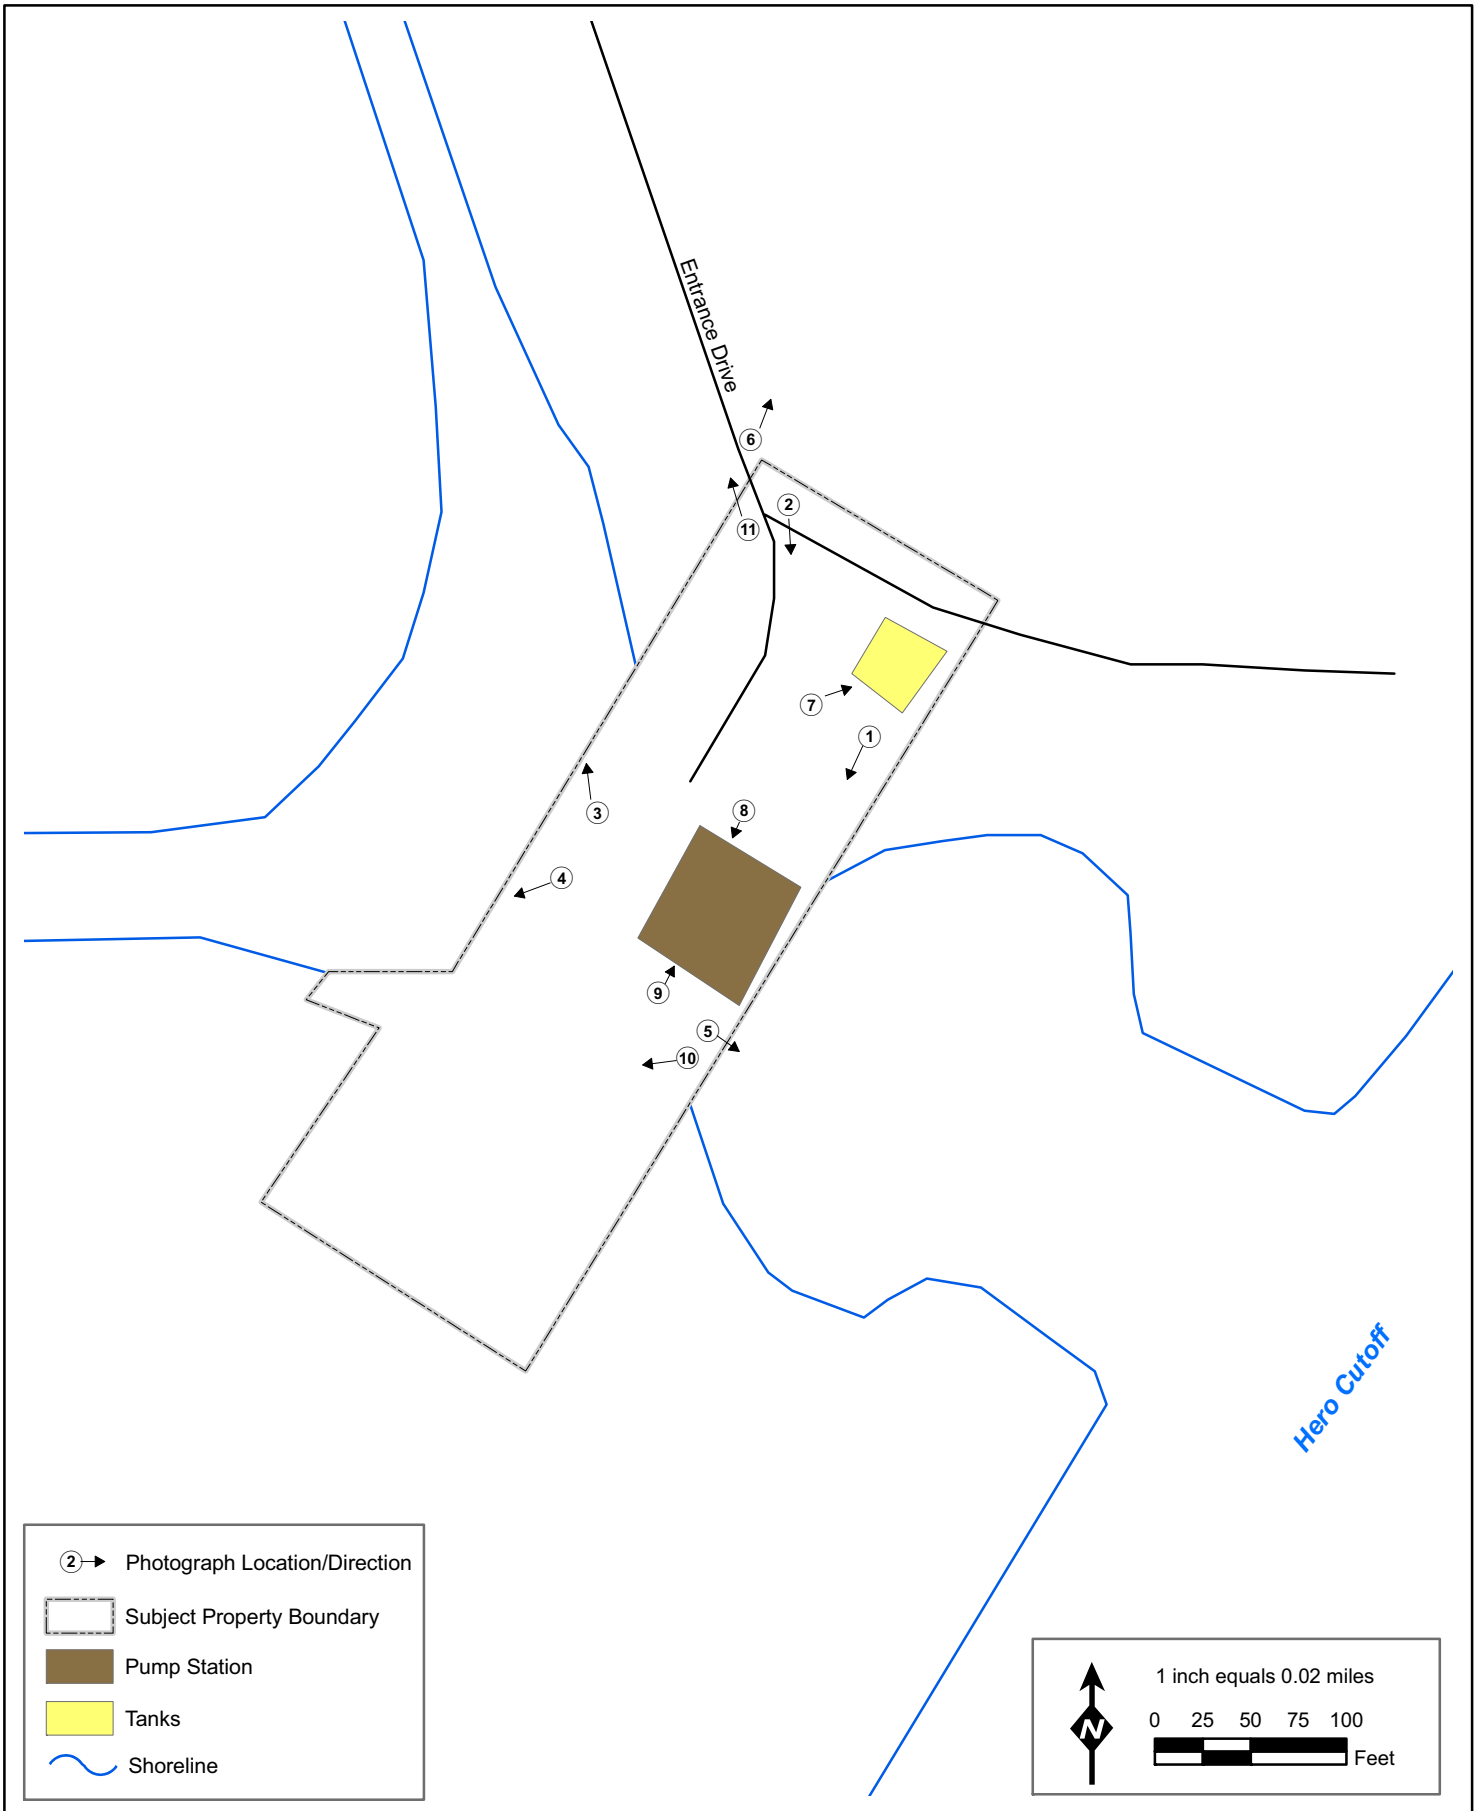 Entrance Drive
6
2
11
7
1
3
8
4
9
5
10
Hero Cutoff
2 Photograph Location/Direction
Subject Property Boundary
Pump Station
Tanks
Shoreline
1 inch equals 0.02 miles
0 25 50 75 100
Feet
N